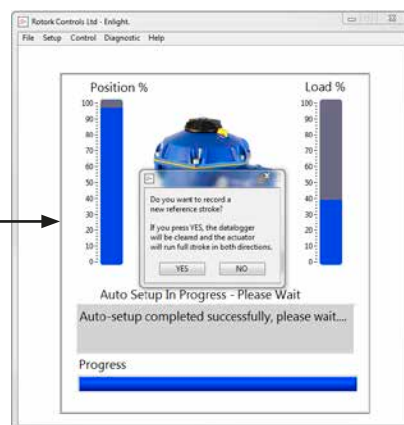 Rotork Controls Ltd - Enlight.
File Setup Control Diagnostic Help
Position %
Load %
100
90
80
70
60
50
40
30
20
10
0
100
90
80
70
60
50
40
30
20
10
0
Do you want to record a
new reference stroke?
If you press YES, the datalogger
will be cleared and the actuator
will run full stroke in both directions.
YES NO
Auto Setup In Progress - Please Wait
Auto-setup completed successfully, please wait....
Progress